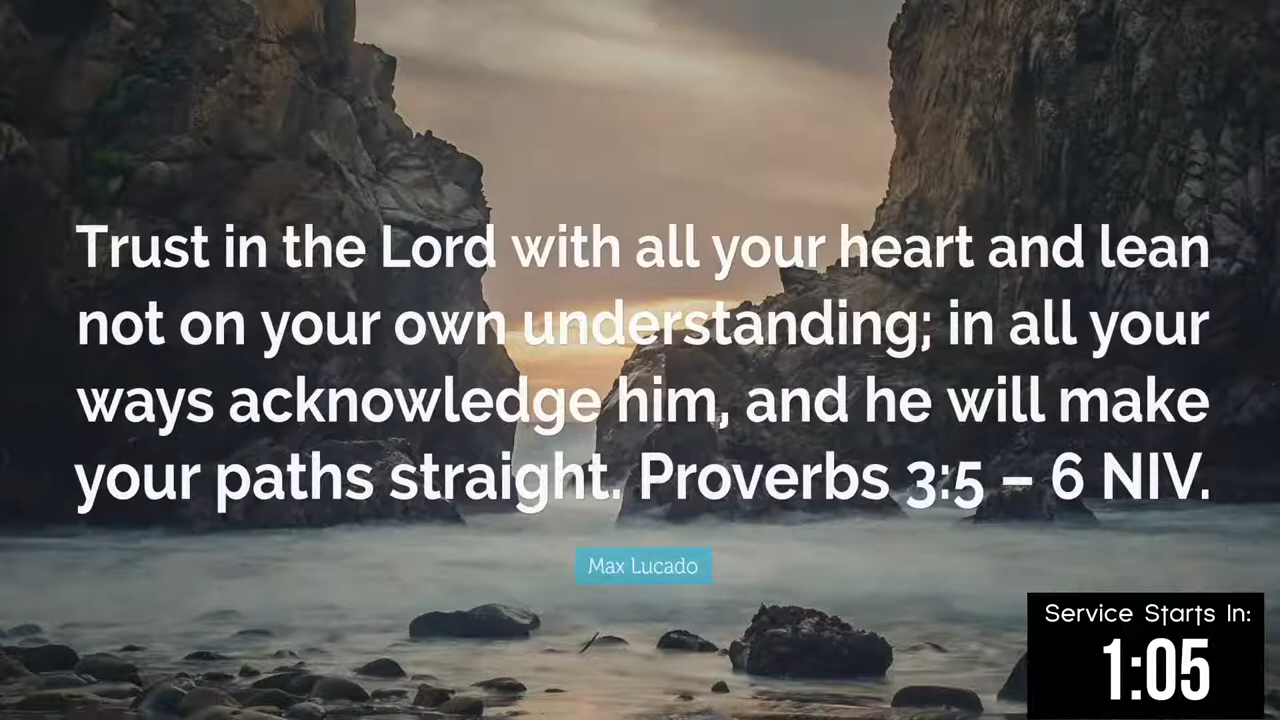 Trust in the Lord with all your heart and lean
not on your own understanding; in all your
ways acknowledge him, and he will make
your paths straight. Proverbs 3:5 – 6 NIV.
Max Lucado
Service Starts In:
1:05